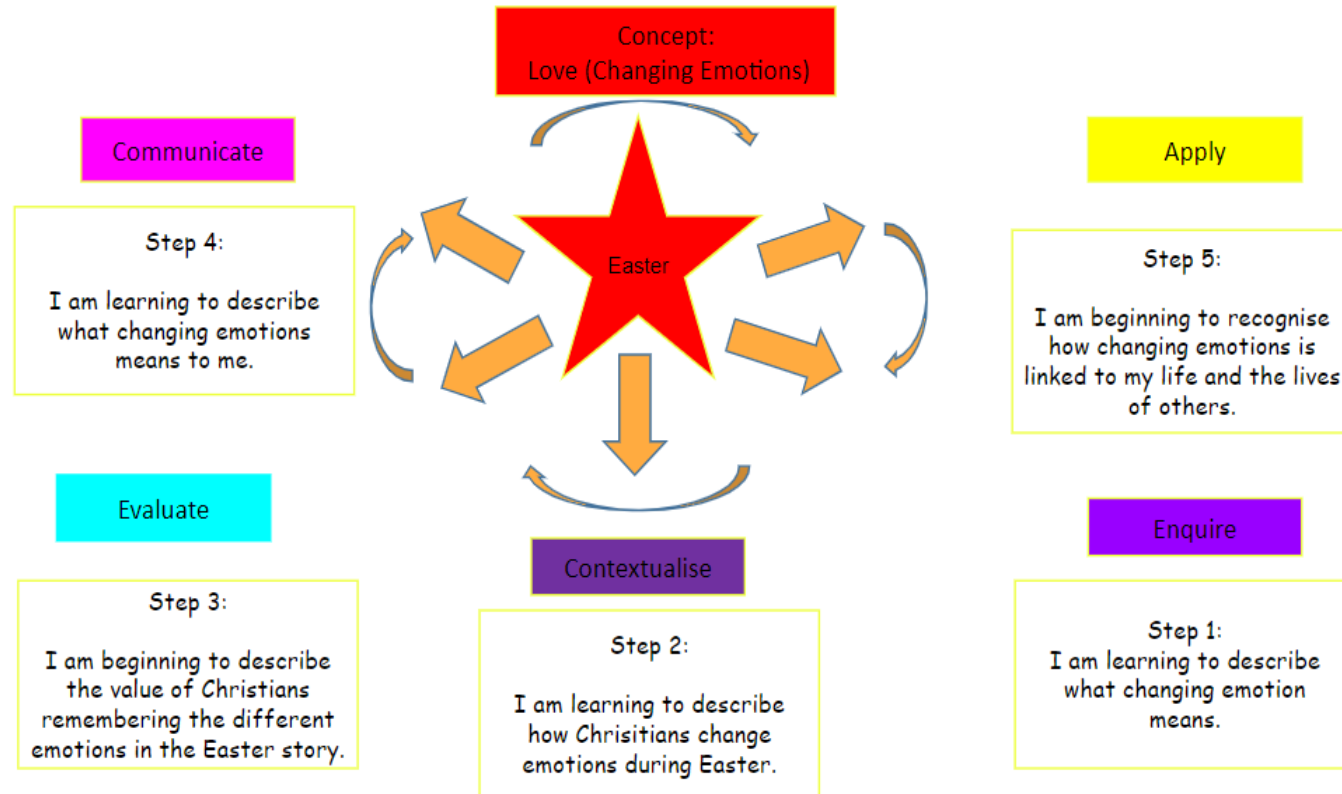 Concept:
Love (Changing Emotions)
Communicate
Apply
Step 4:
I am learning to describe
what changing emotions
means to me.
Easter
Step 5:
I am beginning to recognise
how changing emotions is
linked to my life and the lives
of others.
Evaluate
Contextualise
Enquire
Step 3:
I am beginning to describe
the value of Christians
remembering the different
emotions in the Easter story.
Step 2:
I am learning to describe
how Chrisitians change
emotions during Easter.
Step 1:
I am learning to describe
what changing emotion
means.